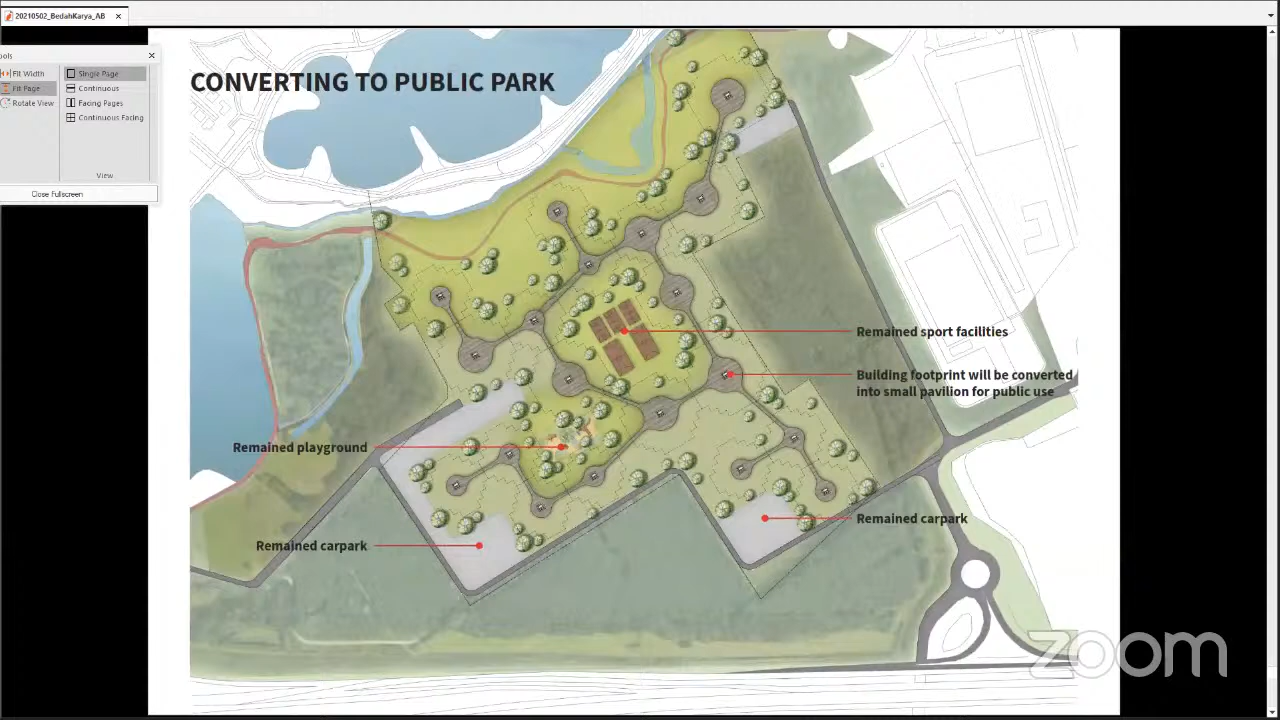 20210502_BedahKarya_AB
ols
Fit Width
Fit Page
Rotate View
Single Page
Continuous
Facing Pages
Continuous Facing
View
Close Fullscreen
CONVERTING TO PUBLIC PARK
Remained sport facilities
Building footprint will be converted
into small pavilion for public use
Remained playground
Remained carpark
Remained carpark
zoom